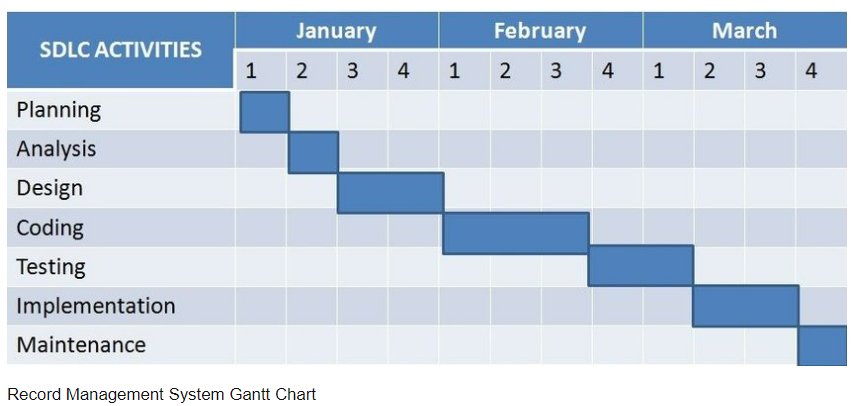 SDLC ACTIVITIES January February March
1 2 3 4 1 2 3 4 1 2 3 4
Planning
Analysis
Design
Coding
Testing
Implementation
Maintenance
Record Management System Gantt Chart